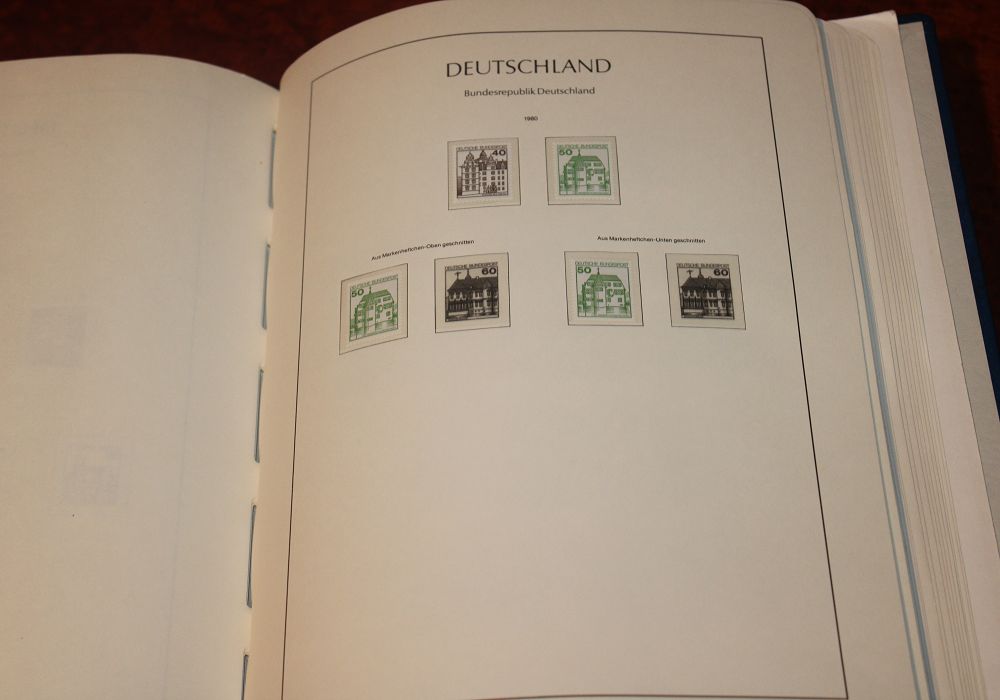 DEUTSCHLAND
Bundesrepublik Deutschland
1980
DEUTSCHE BUNDESPOST
40
DEUTSCHE BUNDESPOST
50
Aus Markenheftchen-Oben geschnitten
Aus Markenheftchen-Unten geschnitten
DEUTSCHE BUNDESPOST
50
DEUTSCHE BUNDESPOST
60
DEUTSCHE BUNDESPOST
50
DEUTSCHE BUNDESPOST
60